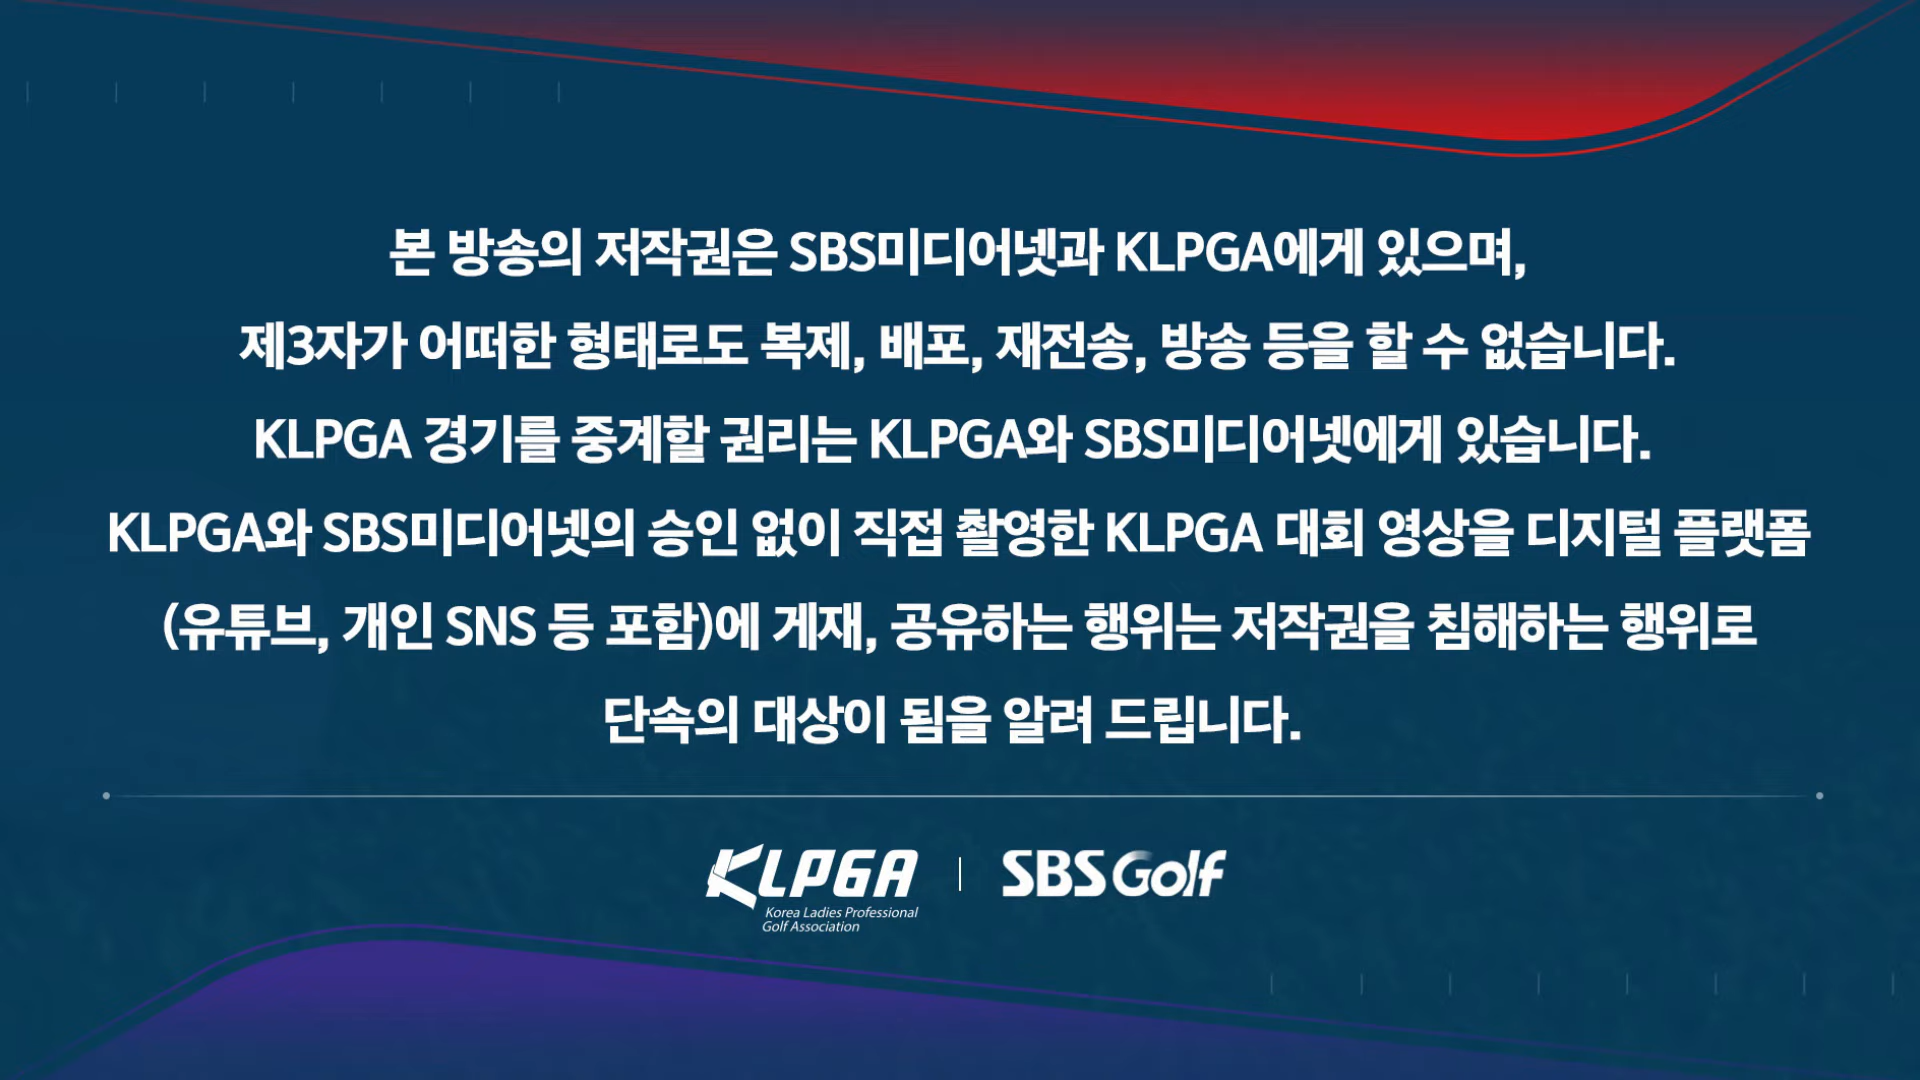 본 방송의 저작권은 SBS미디어넷과 KLPGA에게 있으며,
제3자가 어떠한 형태로도 복제, 배포, 재전송, 방송 등을 할 수 없습니다.
KLPGA 경기를 중계할 권리는 KLPGA와 SBS미디어넷에게 있습니다.
KLPGA와 SBS미디어넷의 승인 없이 직접 촬영한 KLPGA 대회 영상을 디지털 플랫폼
(유튜브, 개인 SNS 등 포함)에 게재, 공유하는 행위는 저작권을 침해하는 행위로
단속의 대상이 됨을 알려 드립니다.
KLPGA
Korea Ladies Professional
Golf Association
SBS Golf